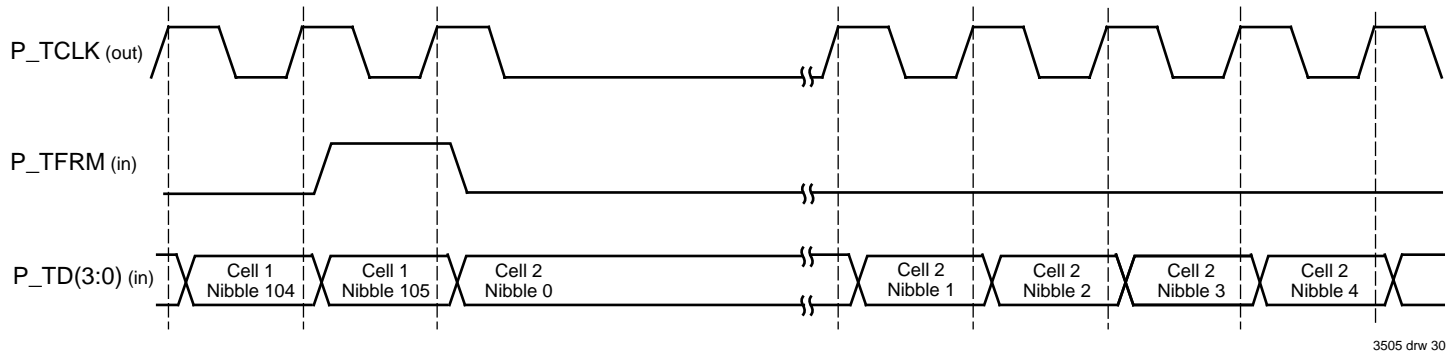 P_TCLK (out)
P_TFRM (in)
P_TD(3:0) (in)
Cell 1
Nibble 104
Cell 1
Nibble 105
Cell 2
Nibble 0
Cell 2
Nibble 1
Cell 2
Nibble 2
Cell 2
Nibble 3
Cell 2
Nibble 4
3505 drw 30